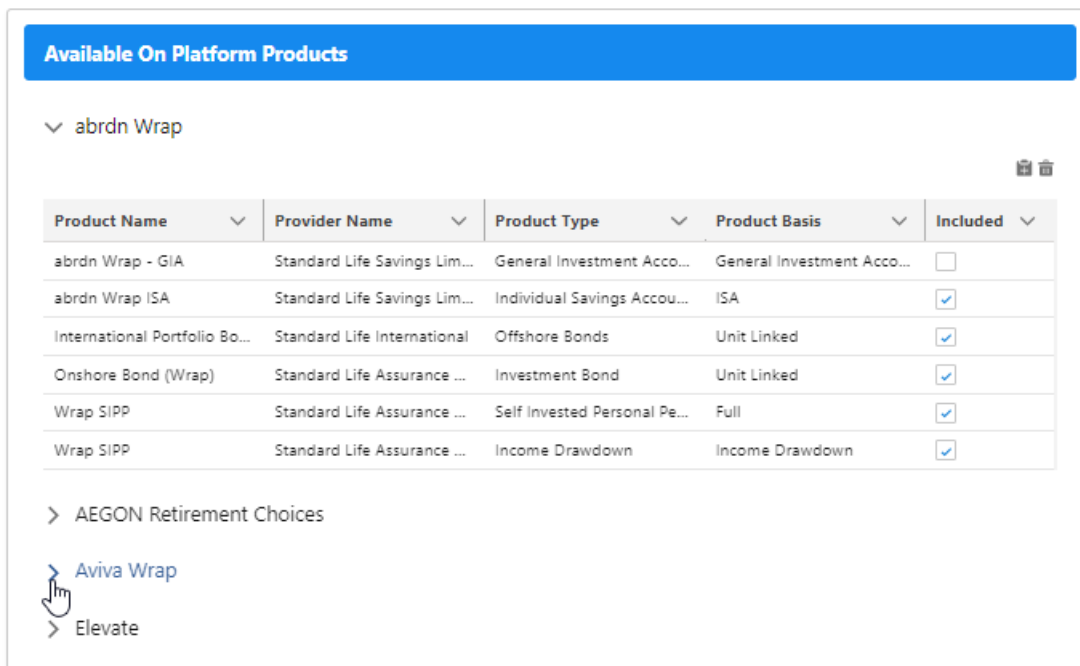 Available On Platform Products
abrdn Wrap
Product Name Provider Name Product Type Product Basis Included
abrdn Wrap - GIA Standard Life Savings Lim... General Investment Acco... General Investment Acco...
abrdn Wrap ISA Standard Life Savings Lim... Individual Savings Accou... ISA
International Portfolio Bo... Standard Life International Offshore Bonds Unit Linked
Onshore Bond (Wrap) Standard Life Assurance ... Investment Bond Unit Linked
Wrap SIPP Standard Life Assurance ... Self Invested Personal Pe... Full
Wrap SIPP Standard Life Assurance ... Income Drawdown Income Drawdown
AEGON Retirement Choices
Aviva Wrap
Elevate